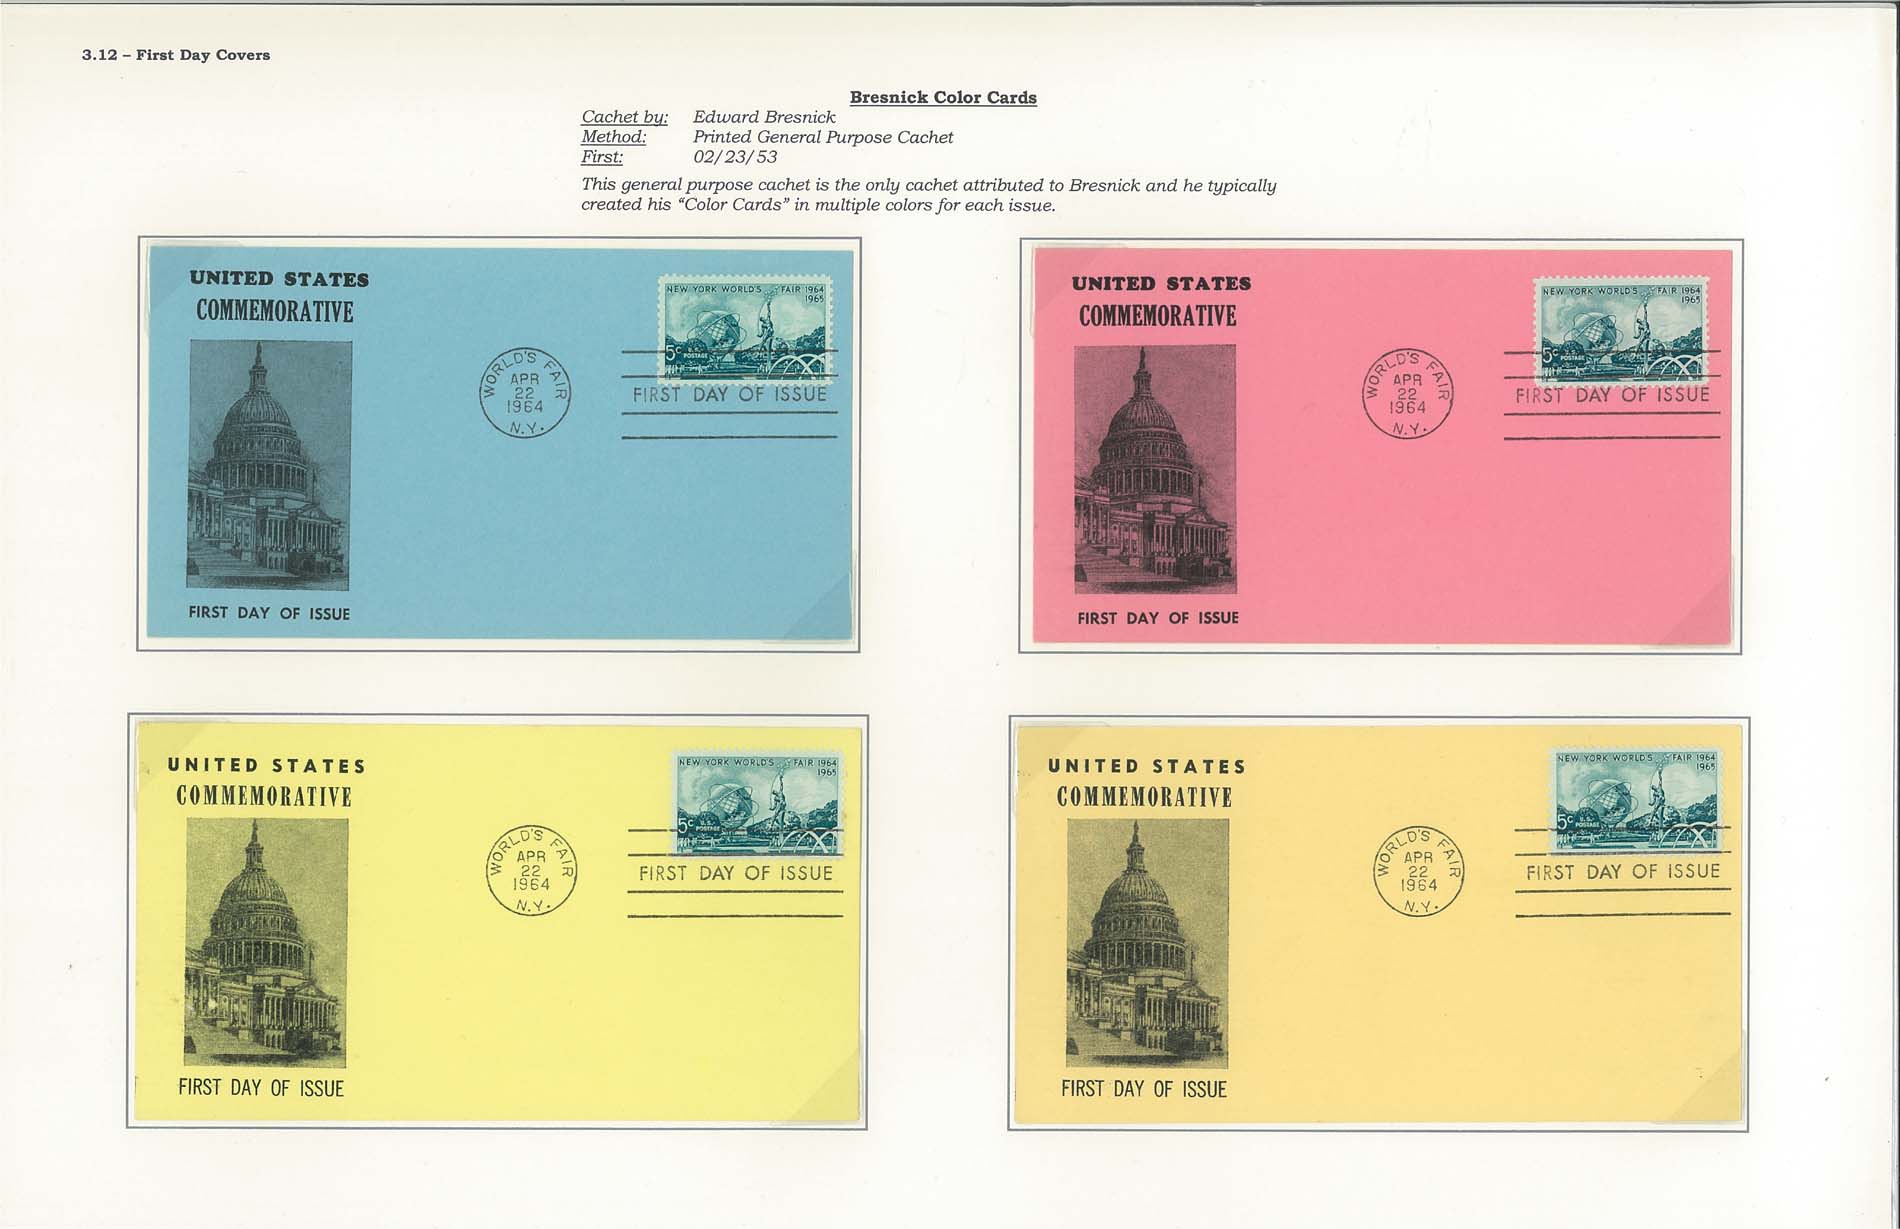 3.12 – First Day Covers
Bresnick Color Cards
Cachet by: Edward Bresnick
Method: Printed General Purpose Cachet
First: 02/23/53
This general purpose cachet is the only cachet attributed to Bresnick and he typically
created his “Color Cards” in multiple colors for each issue.
UNITED STATES
COMMEMORATIVE
FIRST DAY OF ISSUE
WORLD'S FAIR
APR
22
1964
N.Y.
NEW YORK WORLD'S FAIR 1964
1965
5c U.S.
POSTAGE
FIRST DAY OF ISSUE
UNITED STATES
COMMEMORATIVE
FIRST DAY OF ISSUE
WORLD'S FAIR
APR
22
1964
N.Y.
NEW YORK WORLD'S FAIR 1964
1965
5c U.S.
POSTAGE
FIRST DAY OF ISSUE
UNITED STATES
COMMEMORATIVE
FIRST DAY OF ISSUE
WORLD'S FAIR
APR
22
1964
N.Y.
NEW YORK WORLD'S FAIR 1964
1965
5c U.S.
POSTAGE
FIRST DAY OF ISSUE
UNITED STATES
COMMEMORATIVE
FIRST DAY OF ISSUE
WORLD'S FAIR
APR
22
1964
N.Y.
NEW YORK WORLD'S FAIR 1964
1965
5c U.S.
POSTAGE
FIRST DAY OF ISSUE